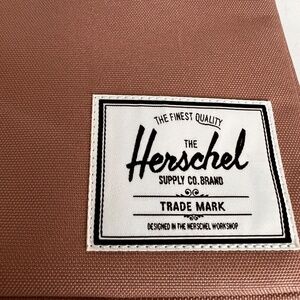 THE FINEST QUALITY
THE
Herschel
SUPPLY CO. BRAND
TRADE MARK
DESIGNED IN THE HERSCHEL WORKSHOP